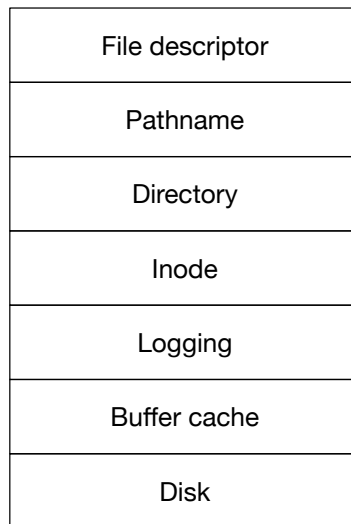 File descriptor
Pathname
Directory
Inode
Logging
Buffer cache
Disk